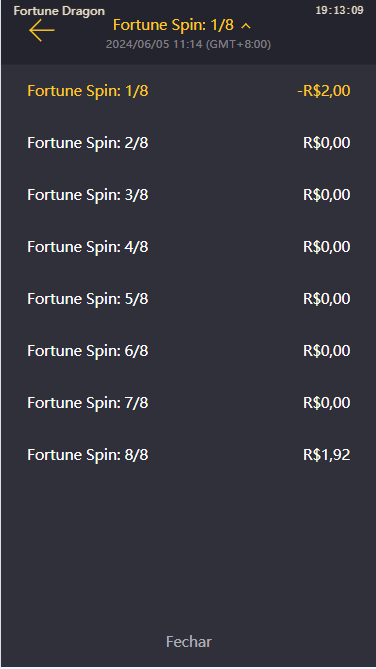 Fortune Dragon 19:13:09
Fortune Spin: 1/8
2024/06/05 11:14 (GMT+8:00)
Fortune Spin: 1/8 -R$2,00
Fortune Spin: 2/8 R$0,00
Fortune Spin: 3/8 R$0,00
Fortune Spin: 4/8 R$0,00
Fortune Spin: 5/8 R$0,00
Fortune Spin: 6/8 R$0,00
Fortune Spin: 7/8 R$0,00
Fortune Spin: 8/8 R$1,92
Fechar